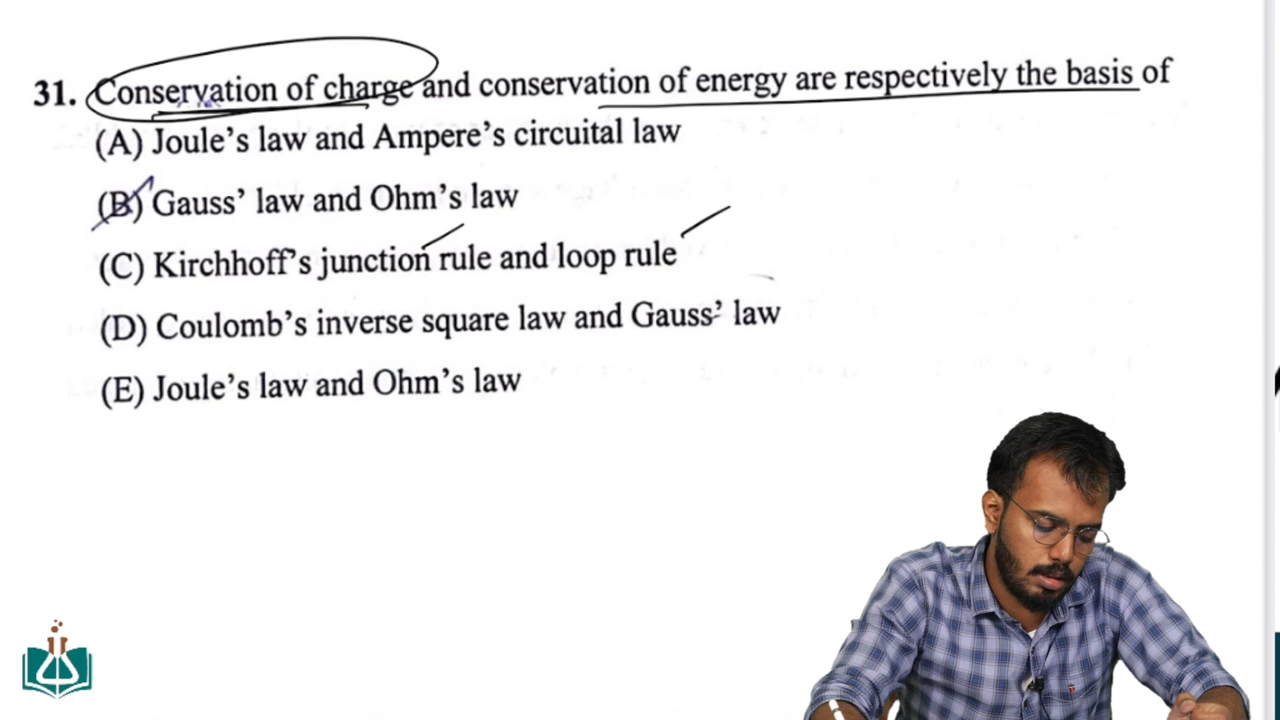 31. Conservation of charge and conservation of energy are respectively the basis of
(A) Joule's law and Ampere's circuital law
(B) Gauss' law and Ohm's law
(C) Kirchhoff's junction rule and loop rule
(D) Coulomb's inverse square law and Gauss' law
(E) Joule's law and Ohm's law